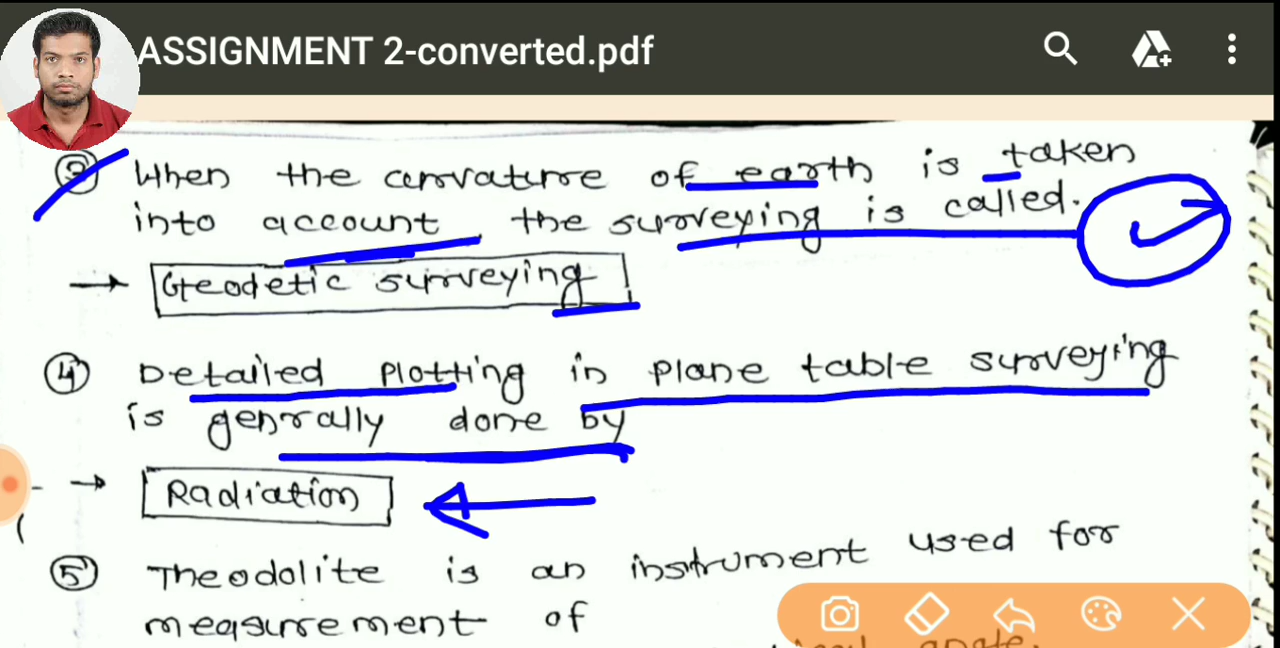 ASSIGNMENT 2-converted.pdf
③ When the curvature of earth is taken
into account the surveying is called.
→ Geodetic surveying
④ Detailed Plotting in plane table surveying
is genrally done by
→ Radiation
⑤ Theodolite is an instrument used for
measurement of
angle.